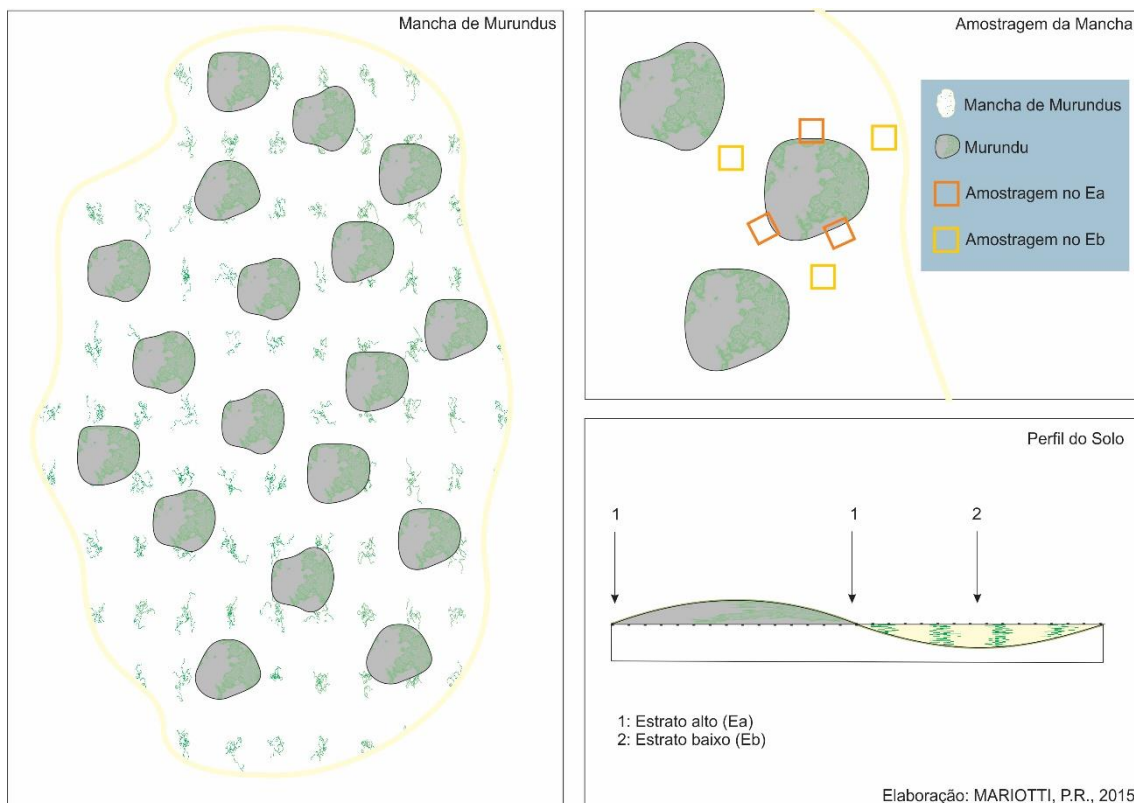 Mancha de Murundus
Amostragem da Mancha
Mancha de Murundus
Murundu
Amostragem no Ea
Amostragem no Eb
Perfil do Solo
1
1
2
1: Estrato alto (Ea)
2: Estrato baixo (Eb)
Elaboração: MARIOTTI, P.R., 2015